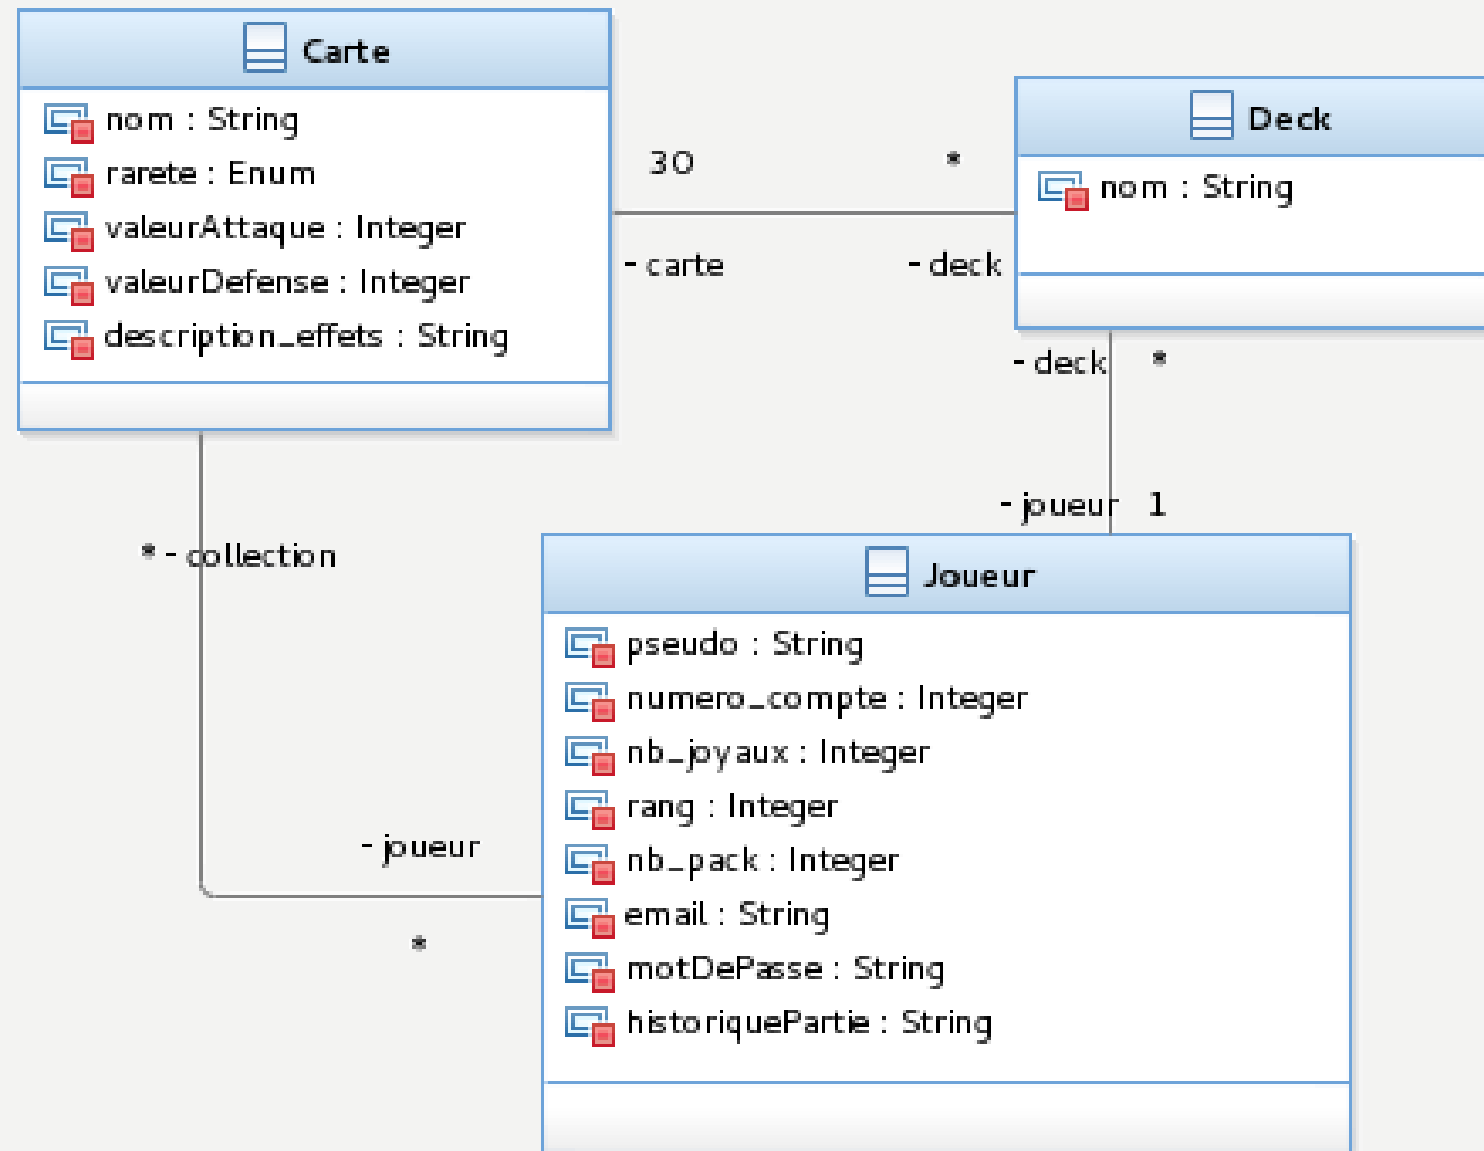 Carte
nom : String
rarete : Enum
valeurAttaque : Integer
valeurDefense : Integer
description_effets : String
30
*
- carte
- deck
Deck
nom : String
- deck
*
- joueur
1
* - collection
- joueur
*
Joueur
pseudo : String
numero_compte : Integer
nb_joyaux : Integer
rang : Integer
nb_pack : Integer
email : String
motDePasse : String
historiquePartie : String